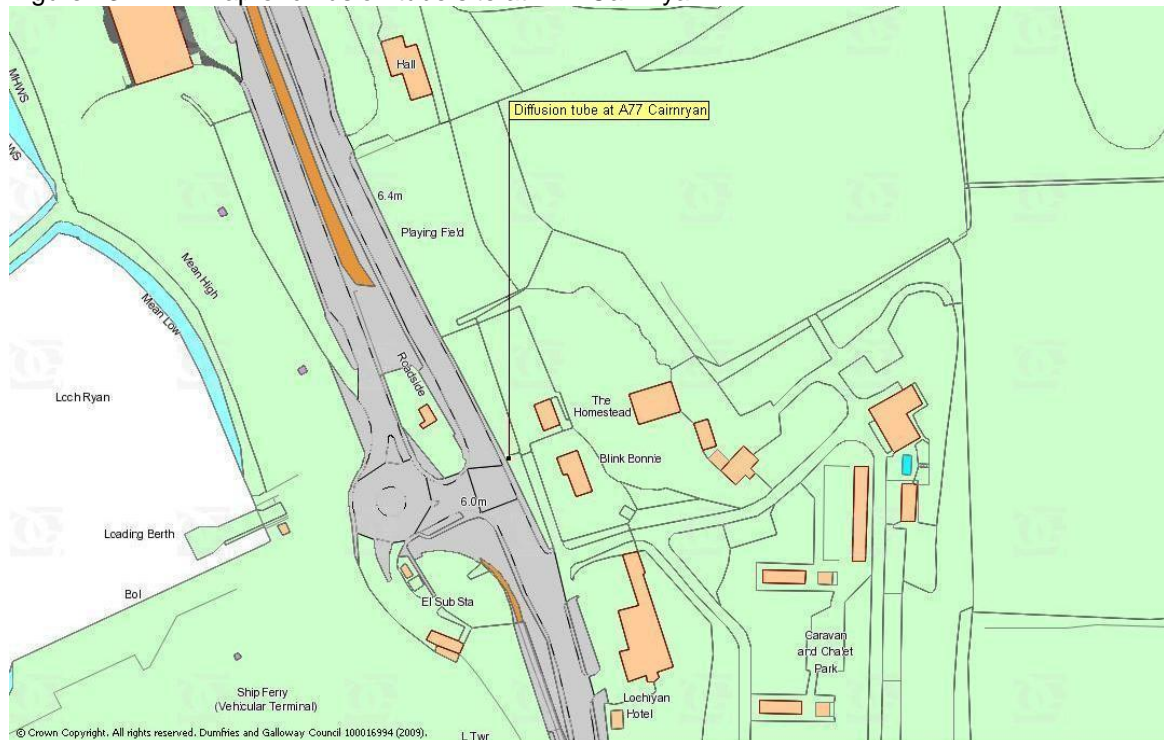 MHWS
WS
Hall
Diffusion tube at A77 Cairnryan
6.4m
Playing Field
Mean High
Mean Low
Roadside
Loch Ryan
The
Homestead
Blink Bonnie
6.0m
Loading Berth
Bol
El Sub Sta
Caravan
and Chalet
Park
Ship Ferry
(Vehicular Terminal)
Lochryan
Hotel
L Twr
© Crown Copyright. All rights reserved. Dumfries and Galloway Council 100016994 (2009).